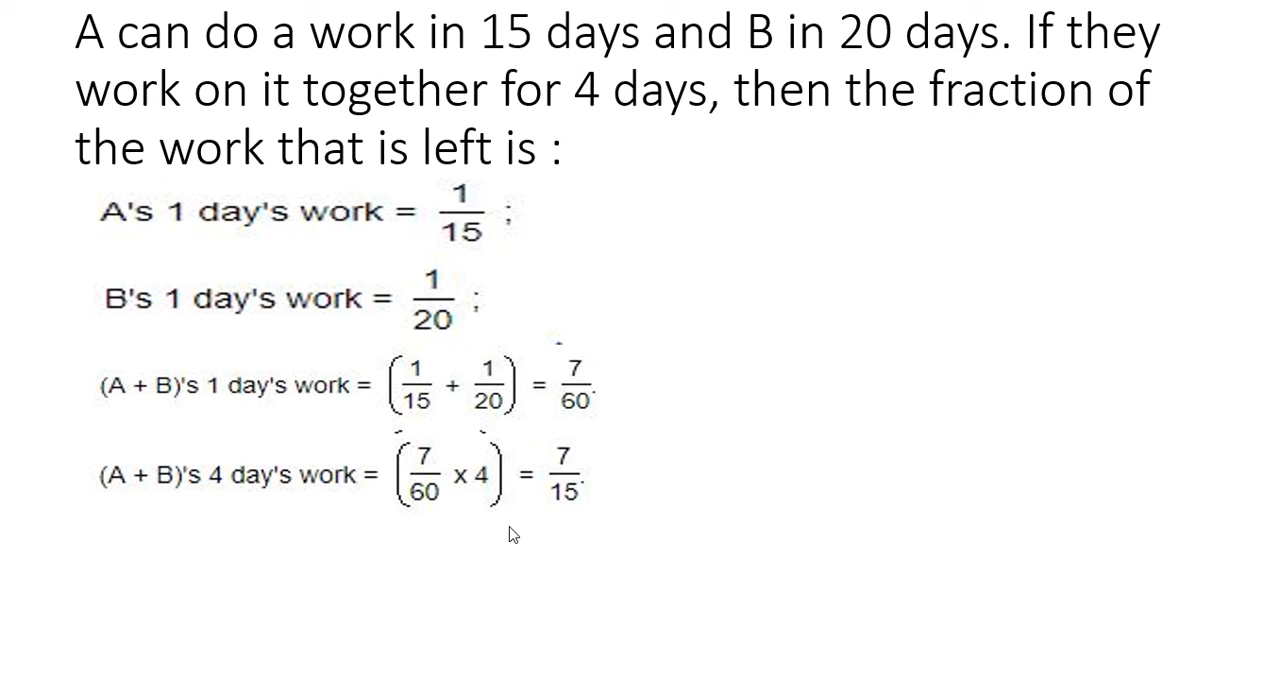 A can do a work in 15 days and B in 20 days. If they
work on it together for 4 days, then the fraction of
the work that is left is :
A's 1 day's work = 1/15 ;
B's 1 day's work = 1/20 ;
(A + B)'s 1 day's work = (1/15 + 1/20) = 7/60.
(A + B)'s 4 day's work = (7/60 x 4) = 7/15.